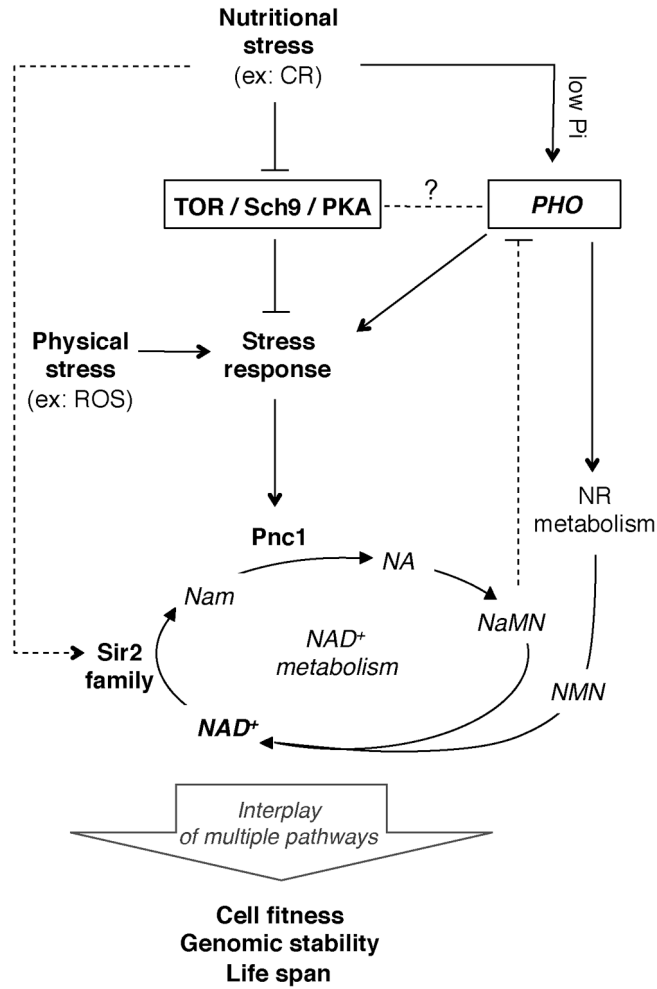 Nutritional
stress
(ex: CR)
low Pi
TOR / Sch9 / PKA
?
PHO
Physical
stress
(ex: ROS)
Stress
response
NR
metabolism
Pnc1
NA
Nam
NaMN
NAD+
metabolism
Sir2
family
NMN
NAD+
Interplay
of multiple pathways
Cell fitness
Genomic stability
Life span